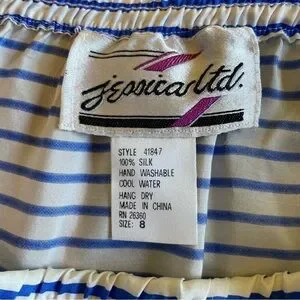 jessica ltd.
STYLE 41847
100% SILK
HAND WASHABLE
COOL WATER
HANG DRY
MADE IN CHINA
RN 26360
SIZE: 8